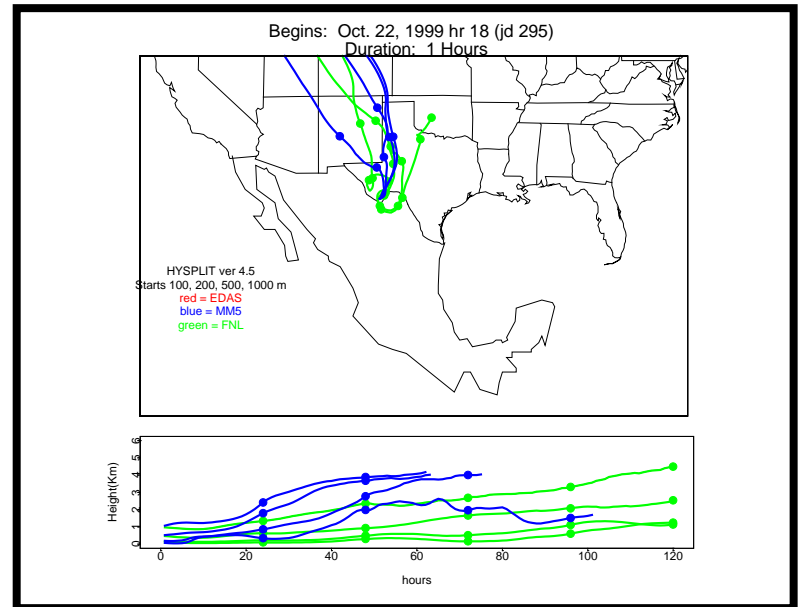 Begins:  Oct. 22, 1999 hr 18 (jd 295)
Duration:  1 Hours
HYSPLIT ver 4.5
Starts 100, 200, 500, 1000 m
red = EDAS
blue = MM5
green = FNL
Height(Km)
6
5
4
3
2
1
0
0 20 40 60 80 100 120
hours